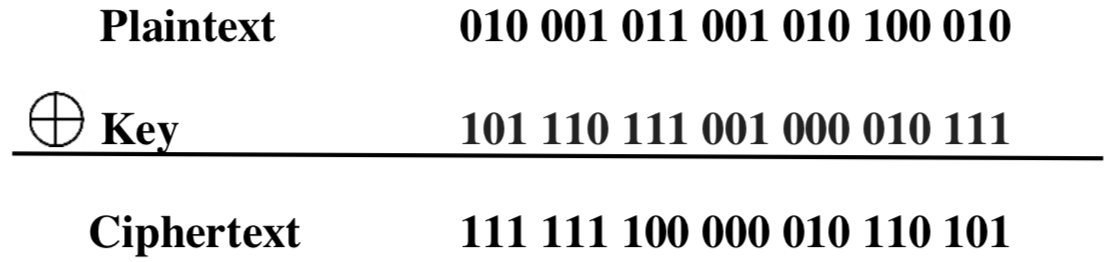 Plaintext 010 001 011 001 010 100 010
⊕ Key 101 110 111 001 000 010 111
Ciphertext 111 111 100 000 010 110 101